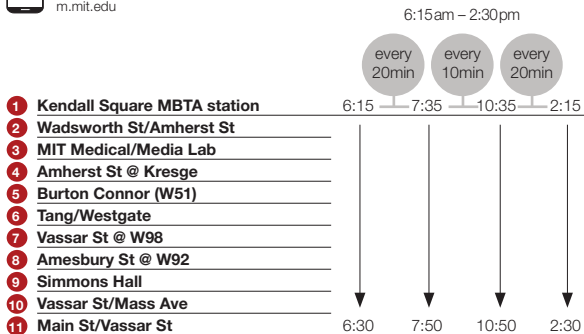 m.mit.edu
6:15am – 2:30pm
every 20min
every 10min
every 20min
1 Kendall Square MBTA station 6:15 7:35 10:35 2:15
2 Wadsworth St/Amherst St
3 MIT Medical/Media Lab
4 Amherst St @ Kresge
5 Burton Connor (W51)
6 Tang/Westgate
7 Vassar St @ W98
8 Amesbury St @ W92
9 Simmons Hall
10 Vassar St/Mass Ave
11 Main St/Vassar St 6:30 7:50 10:50 2:30